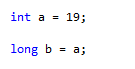 int a = 19;
long b = a;